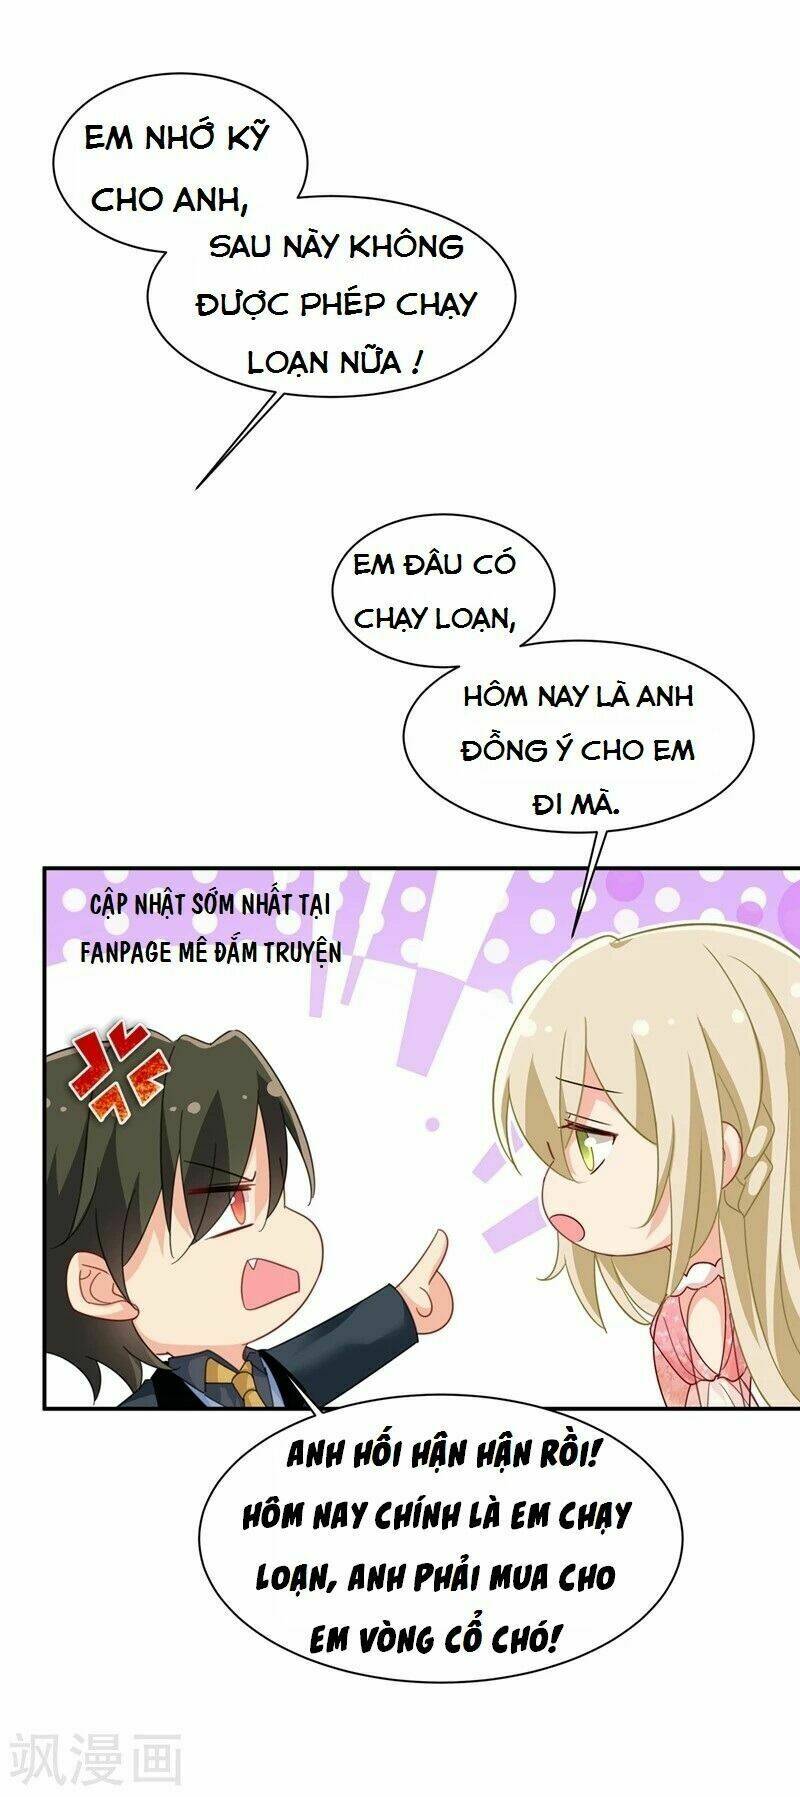 EM NHỚ KỸ
CHO ANH,
SAU NÀY KHÔNG
ĐƯỢC PHÉP CHẠY
LOẠN NỮA !
EM ĐÂU CÓ
CHẠY LOẠN,
HÔM NAY LÀ ANH
ĐỒNG Ý CHO EM
ĐI MÀ.
CẬP NHẬT SỚM NHẤT TẠI
FANPAGE MÊ ĐẮM TRUYỆN
ANH HỐI HẬN HẬN RỒI!
HÔM NAY CHÍNH LÀ EM CHẠY
LOẠN, ANH PHẢI MUA CHO
EM VÒNG CỔ CHÓ!
飒漫画